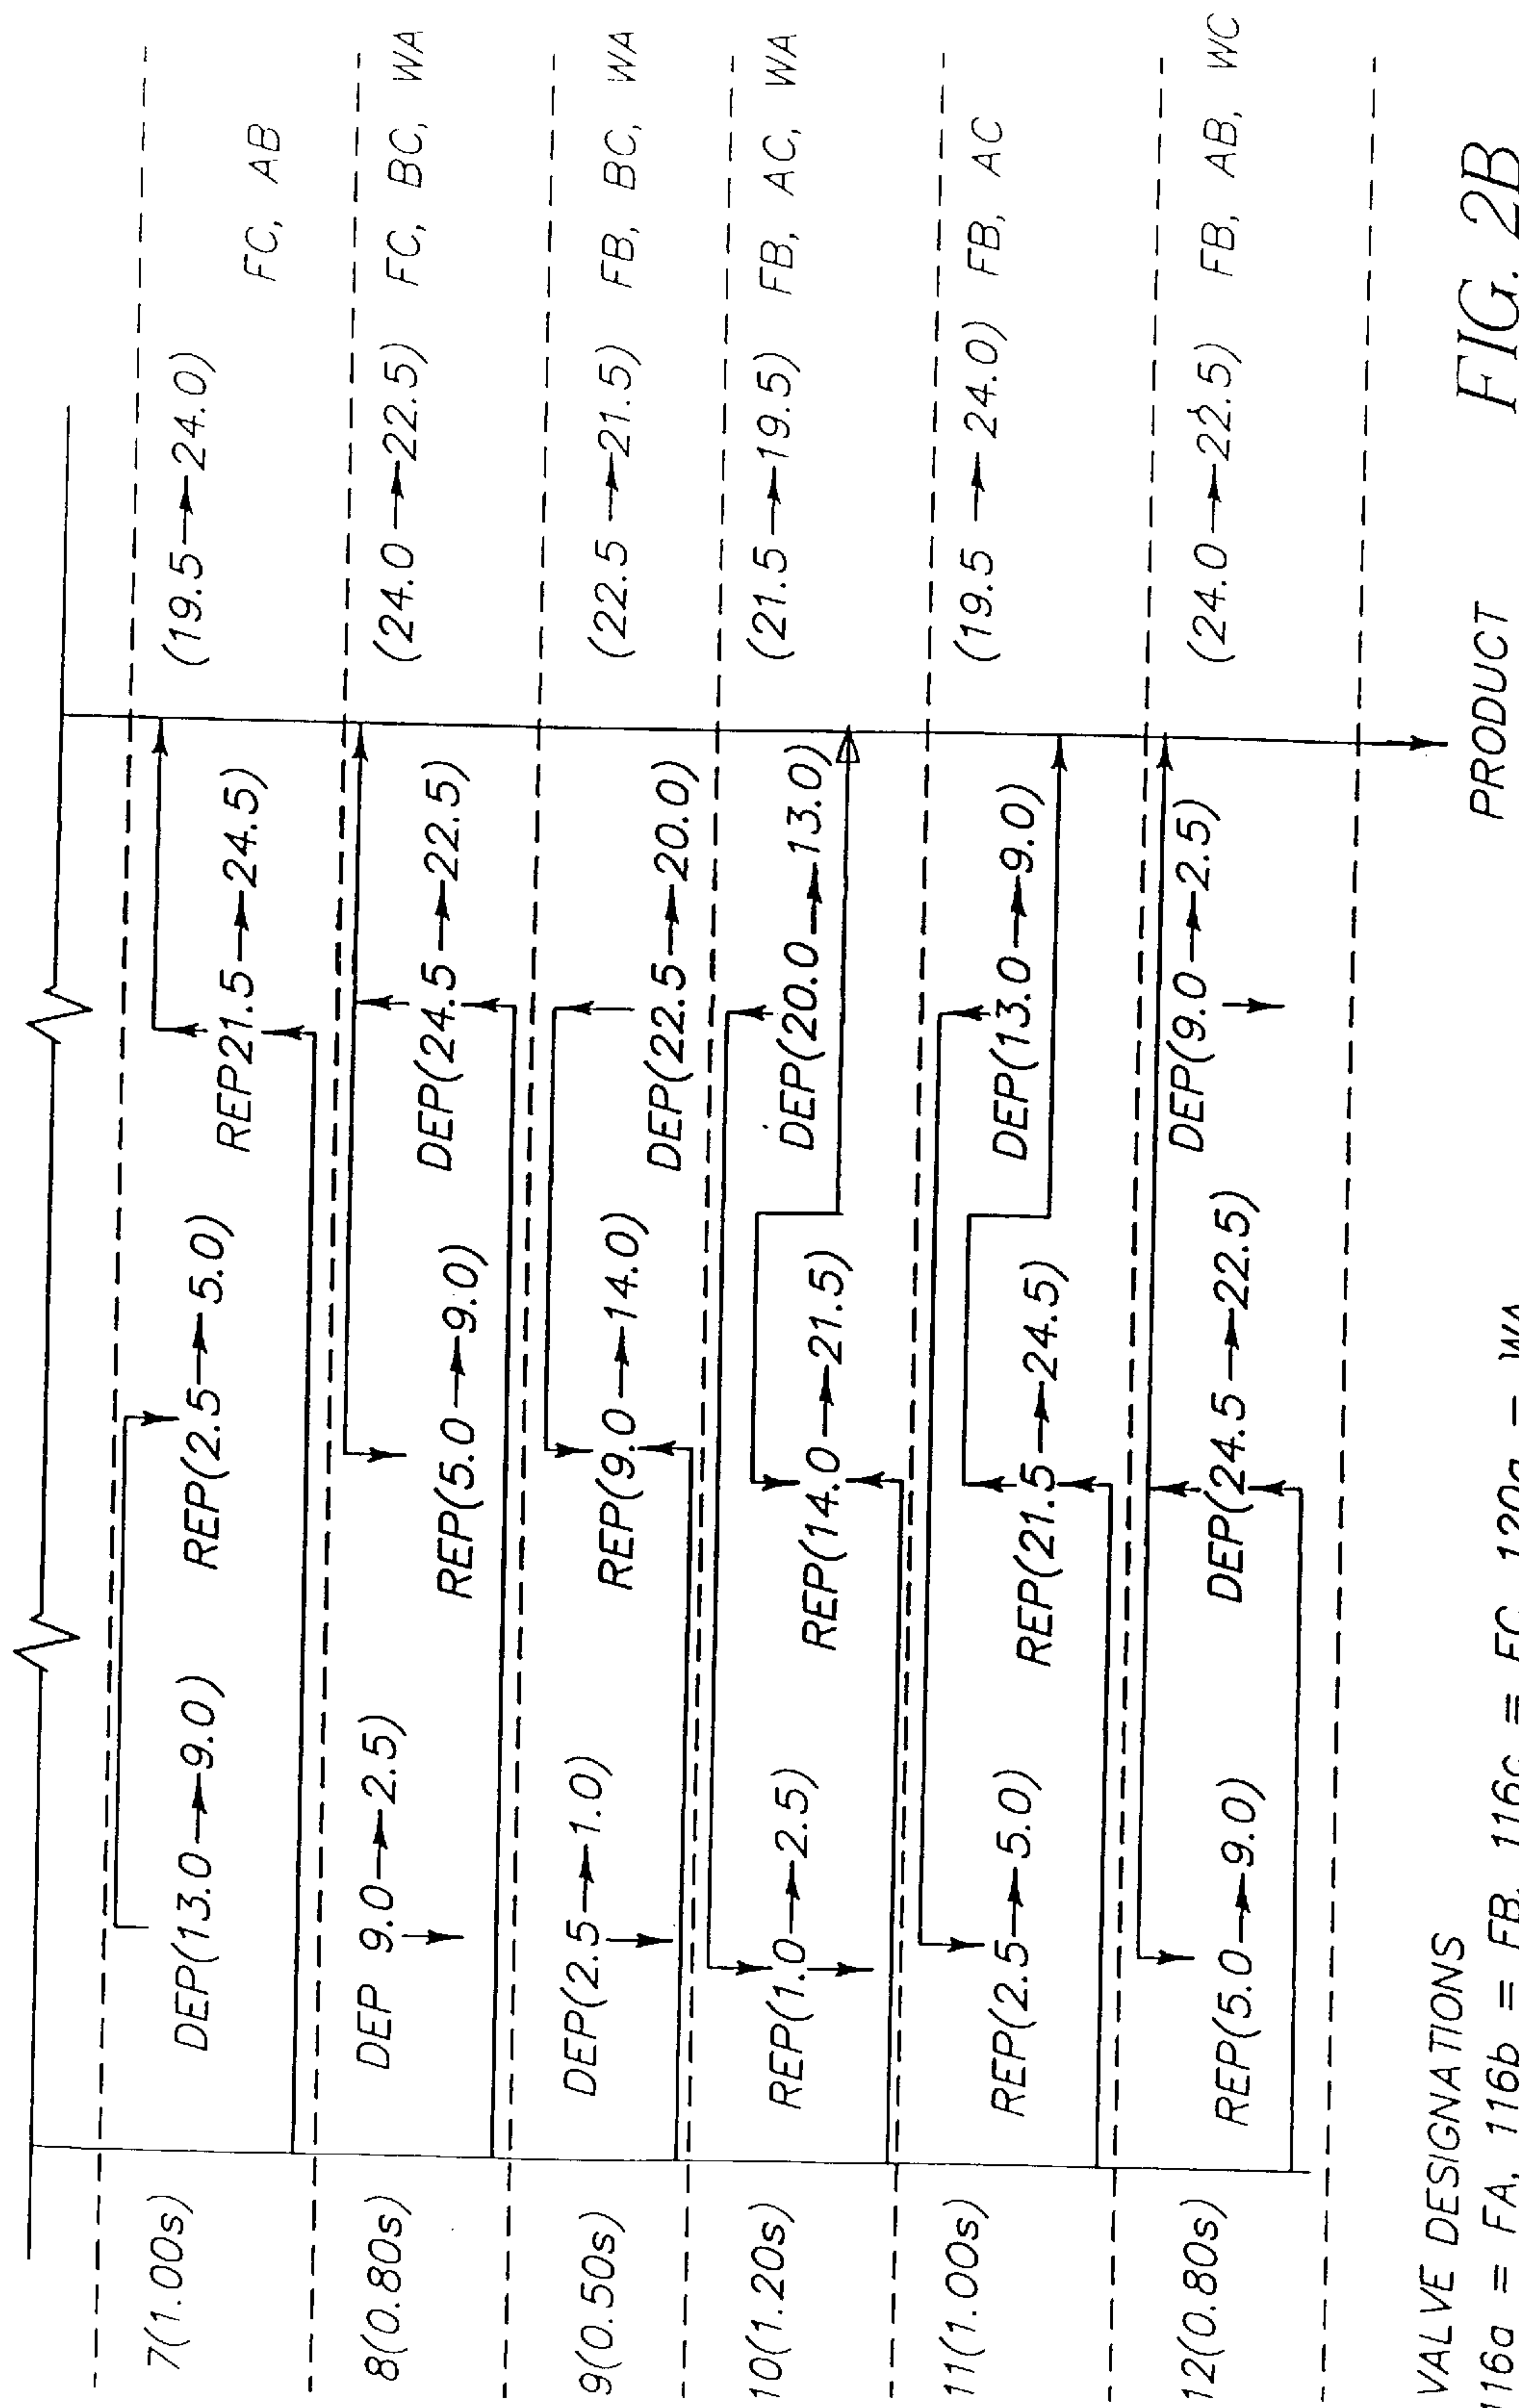 7(1.00s) DEP(13.0→9.0) REP(2.5→5.0) REP21.5→24.5) (19.5→24.0) FC, AB
8(0.80s) DEP 9.0→2.5) REP(5.0→9.0) DEP(24.5→22.5) (24.0→22.5) FC, BC, WA
9(0.50s) DEP(2.5→1.0) REP(9.0→14.0) DEP(22.5→20.0) (22.5→21.5) FB, BC, WA
10(1.20s) REP(1.0→2.5) REP(14.0→21.5) DEP(20.0→13.0) (21.5→19.5) FB, AC, WA
11(1.00s) REP(2.5→5.0) REP(21.5→24.5) DEP(13.0→9.0) (19.5→24.0) FB, AC
12(0.80s) REP(5.0→9.0) DEP(24.5→22.5) DEP(9.0→2.5) (24.0→22.5) FB, AB, WC
PRODUCT
FIG. 2B
VALVE DESIGNATIONS
116a = FA, 116b = FB, 116c = FC, 120a = WA